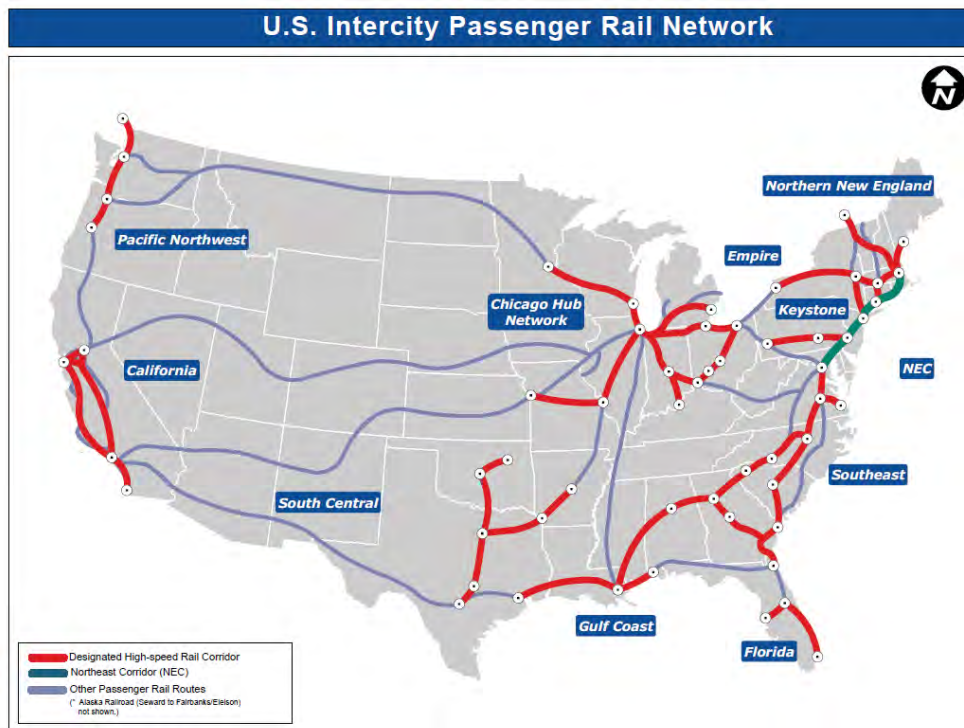 U.S. Intercity Passenger Rail Network
N
Northern New England
Pacific Northwest
Empire
Chicago Hub
Network
Keystone
California
NEC
Southeast
South Central
Gulf Coast
Florida
Designated High-speed Rail Corridor
Northeast Corridor (NEC)
Other Passenger Rail Routes
(* Alaska Railroad (Seward to Fairbanks/Eielson)
not shown.)